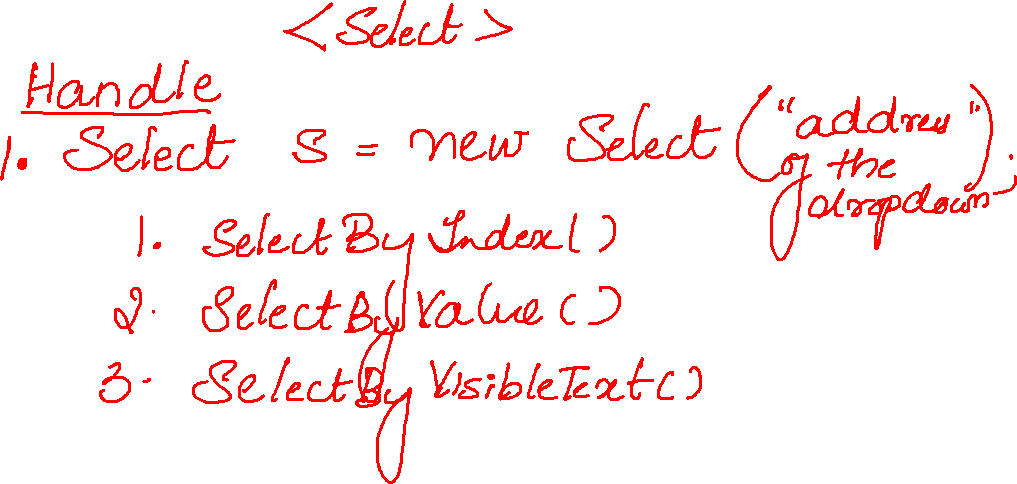 <Select>
Handle
1. Select s = new Select ("address" of the dropdown);
1. SelectByIndex()
2. SelectByValue()
3. SelectByVisibleText()